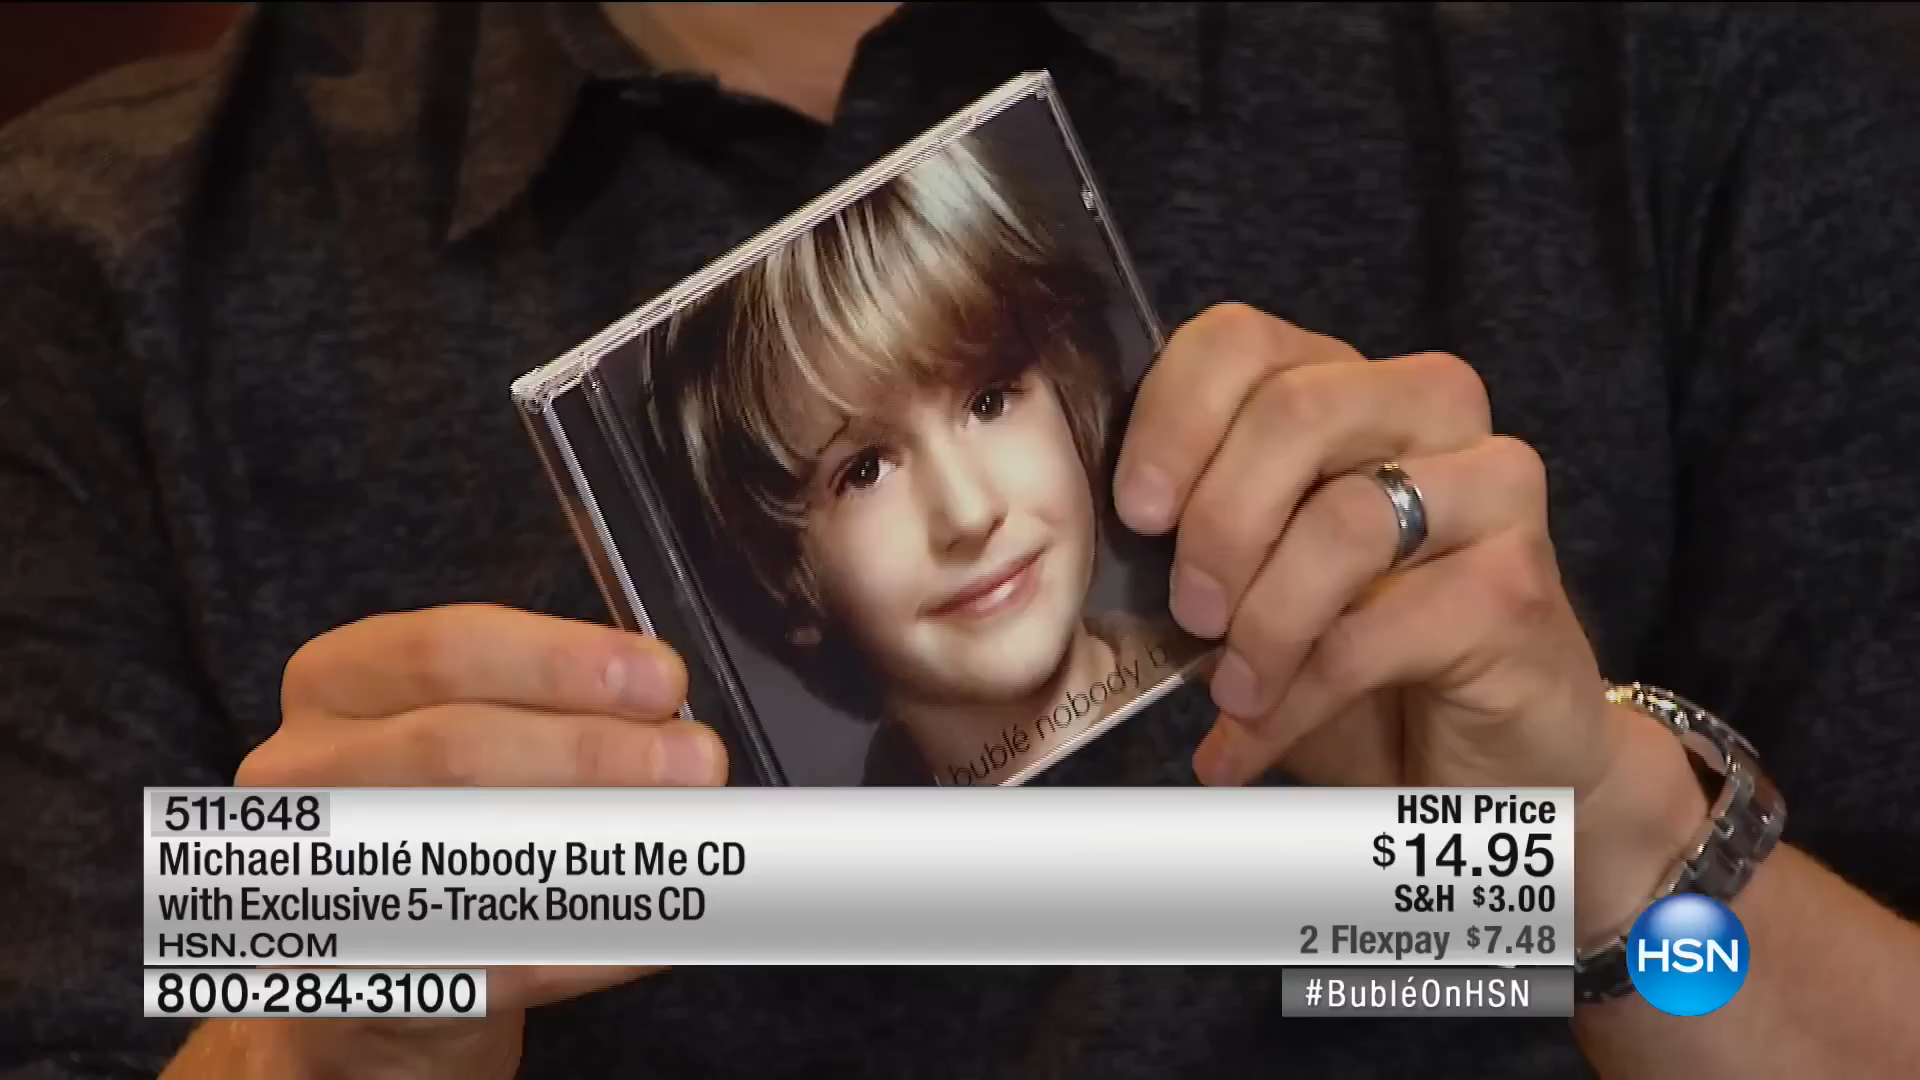 bublé nobody
511·648
Michael Bublé Nobody But Me CD
with Exclusive 5-Track Bonus CD
HSN.COM
800·284·3100
HSN Price
$14.95
S&H $3.00
2 Flexpay $7.48
#BubléOnHSN
HSN